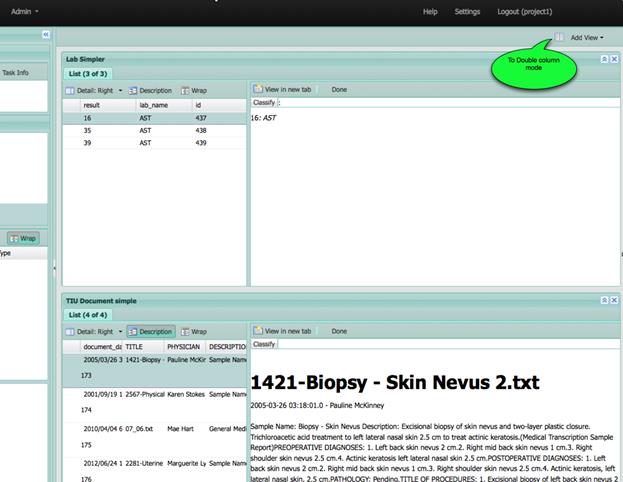 Admin
Help Settings Logout (project1)
Add View
To Double column
mode
Task Info
Wrap
Lab Simpler
List (3 of 3)
Detail: Right Description Wrap
result lab_name id
16 AST 437
35 AST 438
39 AST 439
View in new tab Done
Classify :
16: AST
TIU Document simple
List (4 of 4)
Detail: Right Description Wrap
document_da TITLE PHYSICIAN DESCRIPTIO
2005/03/26 3 1421-Biopsy - Pauline McKir Sample Name
173
2001/09/19 1 2567-Physical Karen Stokes Sample Name
174
2010/04/04 6 07_06.txt Mae Hart General Medi
175
2012/06/24 1 2281-Uterine Marguerite Ly Sample Name
176
View in new tab Done
Classify
1421-Biopsy - Skin Nevus 2.txt
2005-03-26 03:18:01.0 - Pauline McKinney
Sample Name: Biopsy - Skin Nevus Description: Excisional biopsy of skin nevus and two-layer plastic closure.
Trichloroacetic acid treatment to left lateral nasal skin 2.5 cm to treat actinic keratosis.(Medical Transcription Sample
Report)PREOPERATIVE DIAGNOSES: 1. Left back skin nevus 2 cm.2. Right mid back skin nevus 1 cm.3. Right
shoulder skin nevus 2.5 cm.4. Actinic keratosis left lateral nasal skin 2.5 cm.POSTOPERATIVE DIAGNOSES: 1. Left
back skin nevus 2 cm.2. Right mid back skin nevus 1 cm.3. Right shoulder skin nevus 2.5 cm.4. Actinic keratosis, left
lateral nasal skin, 2.5 cm.PATHOLOGY: Pending.TITLE OF PROCEDURES: 1. Excisional biopsy of left back skin nevus 2